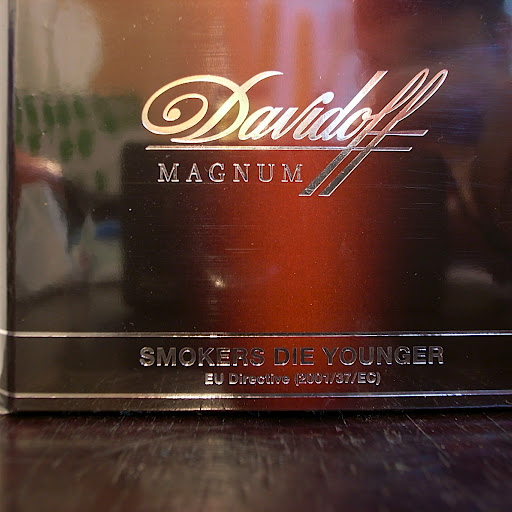 Davidoff
MAGNUM
SMOKERS DIE YOUNGER
EU Directive (2001/37/EC)